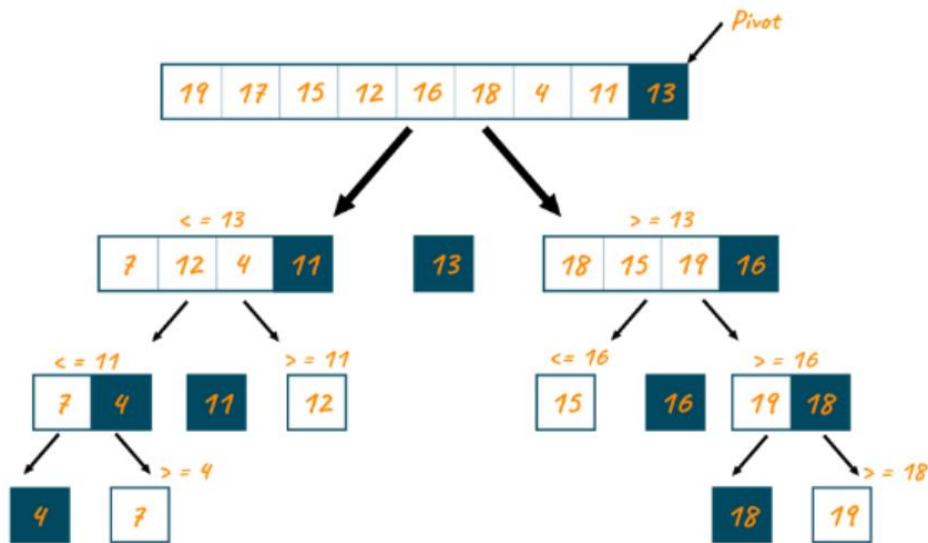 Pivot
19 17 15 12 16 18 4 11 13
< = 13 > = 13
7 12 4 11 13 18 15 19 16
< = 11 > = 11 <= 16 > = 16
7 4 11 12 15 16 19 18
> = 4 > = 18
4 7 18 19